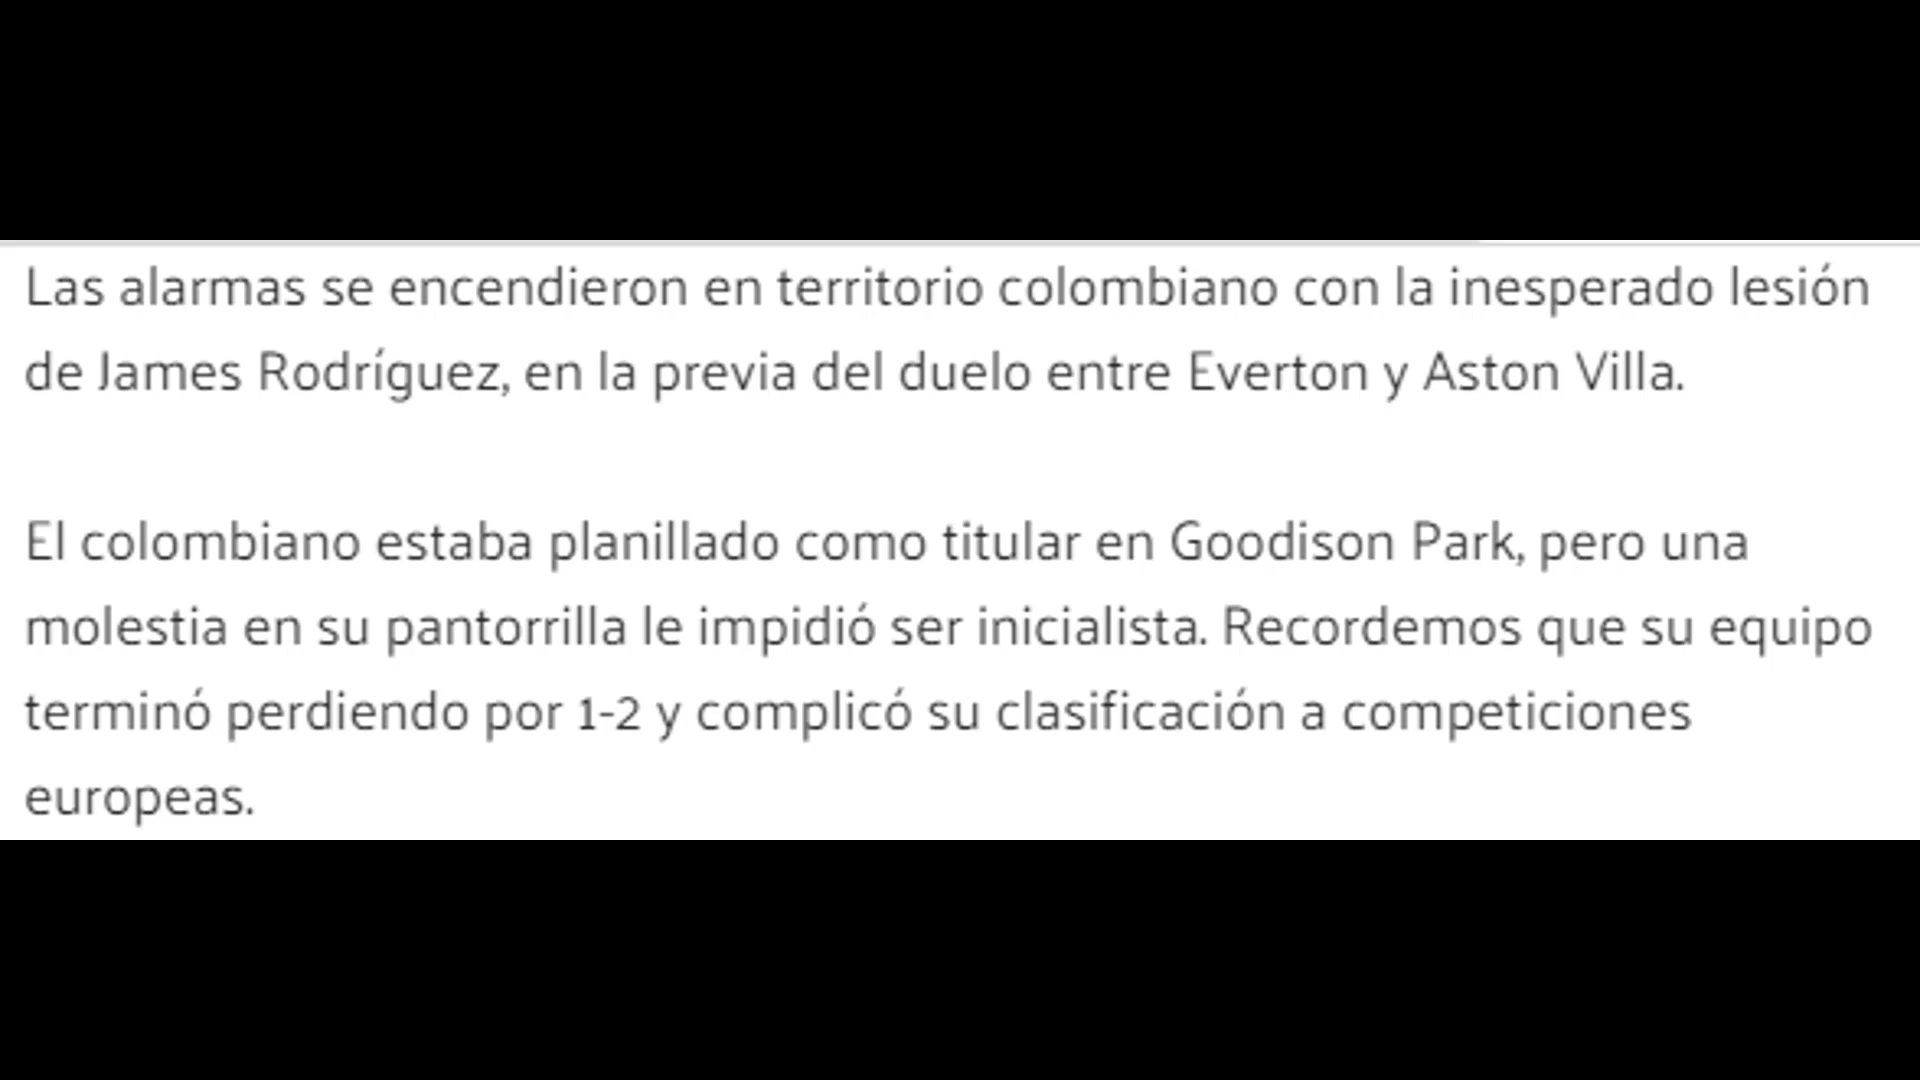 Las alarmas se encendieron en territorio colombiano con la inesperado lesión
de James Rodríguez, en la previa del duelo entre Everton y Aston Villa.
El colombiano estaba planillado como titular en Goodison Park, pero una
molestia en su pantorrilla le impidió ser inicialista. Recordemos que su equipo
terminó perdiendo por 1-2 y complicó su clasificación a competiciones
europeas.